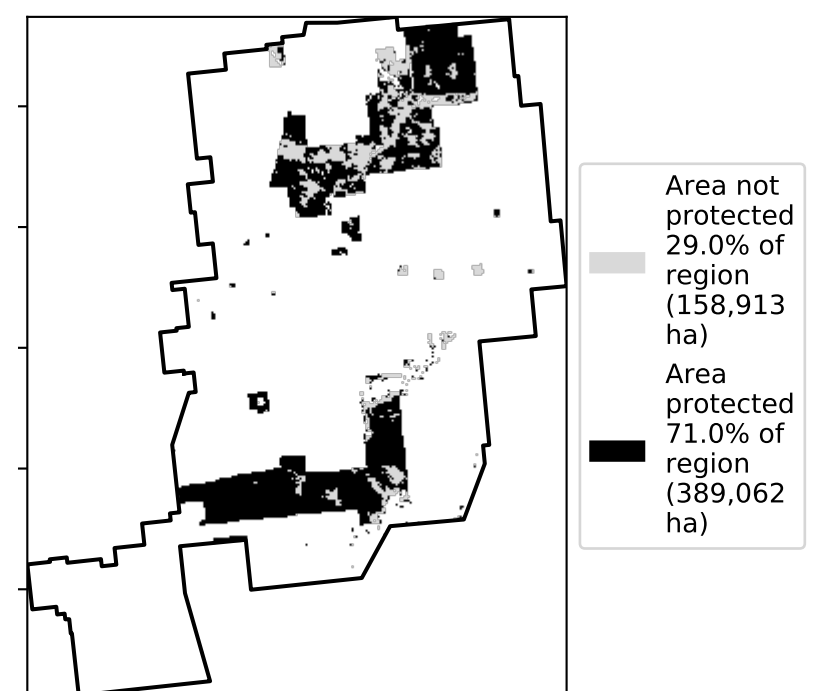 Area not
protected
29.0% of
region
(158,913
ha)
Area
protected
71.0% of
region
(389,062
ha)